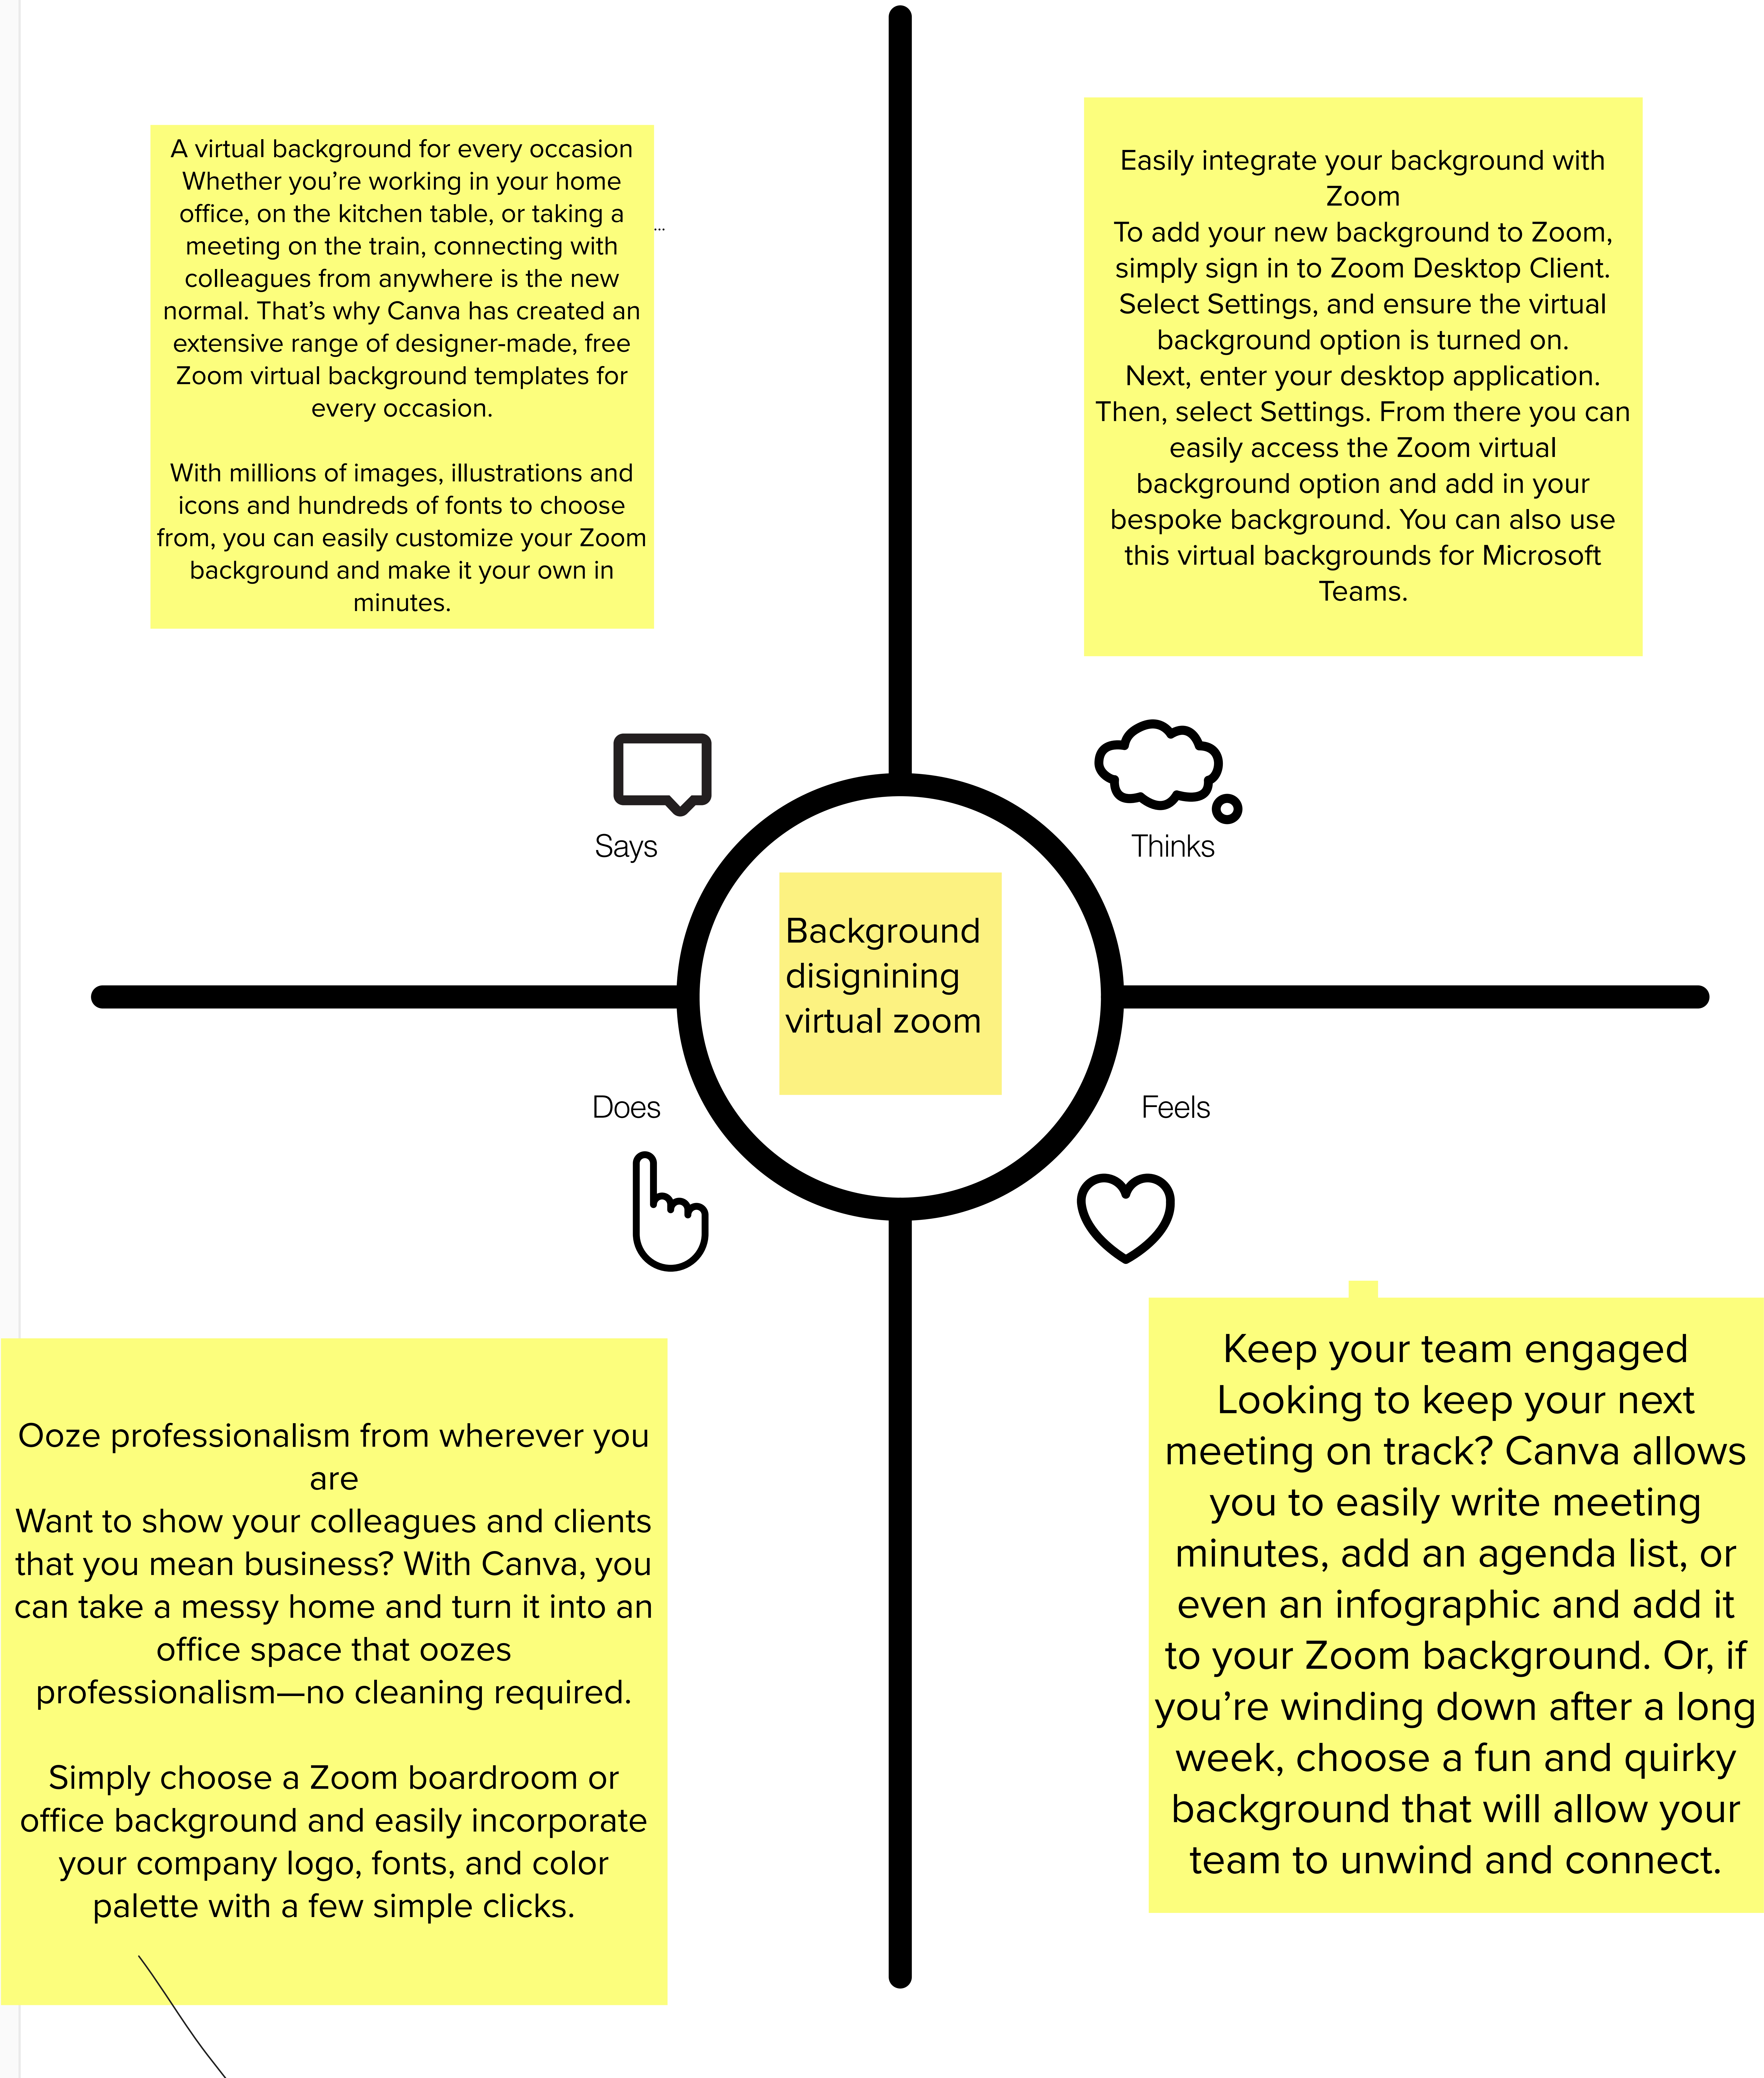 A virtual background for every occasion
Whether you’re working in your home
office, on the kitchen table, or taking a
meeting on the train, connecting with
colleagues from anywhere is the new
normal. That’s why Canva has created an
extensive range of designer-made, free
Zoom virtual background templates for
every occasion.
With millions of images, illustrations and
icons and hundreds of fonts to choose
from, you can easily customize your Zoom
background and make it your own in
minutes.
...
Easily integrate your background with
Zoom
To add your new background to Zoom,
simply sign in to Zoom Desktop Client.
Select Settings, and ensure the virtual
background option is turned on.
Next, enter your desktop application.
Then, select Settings. From there you can
easily access the Zoom virtual
background option and add in your
bespoke background. You can also use
this virtual backgrounds for Microsoft
Teams.
Says
Thinks
Background
disignining
virtual zoom
Does
Feels
Ooze professionalism from wherever you
are
Want to show your colleagues and clients
that you mean business? With Canva, you
can take a messy home and turn it into an
office space that oozes
professionalism—no cleaning required.
Simply choose a Zoom boardroom or
office background and easily incorporate
your company logo, fonts, and color
palette with a few simple clicks.
Keep your team engaged
Looking to keep your next
meeting on track? Canva allows
you to easily write meeting
minutes, add an agenda list, or
even an infographic and add it
to your Zoom background. Or, if
you’re winding down after a long
week, choose a fun and quirky
background that will allow your
team to unwind and connect.